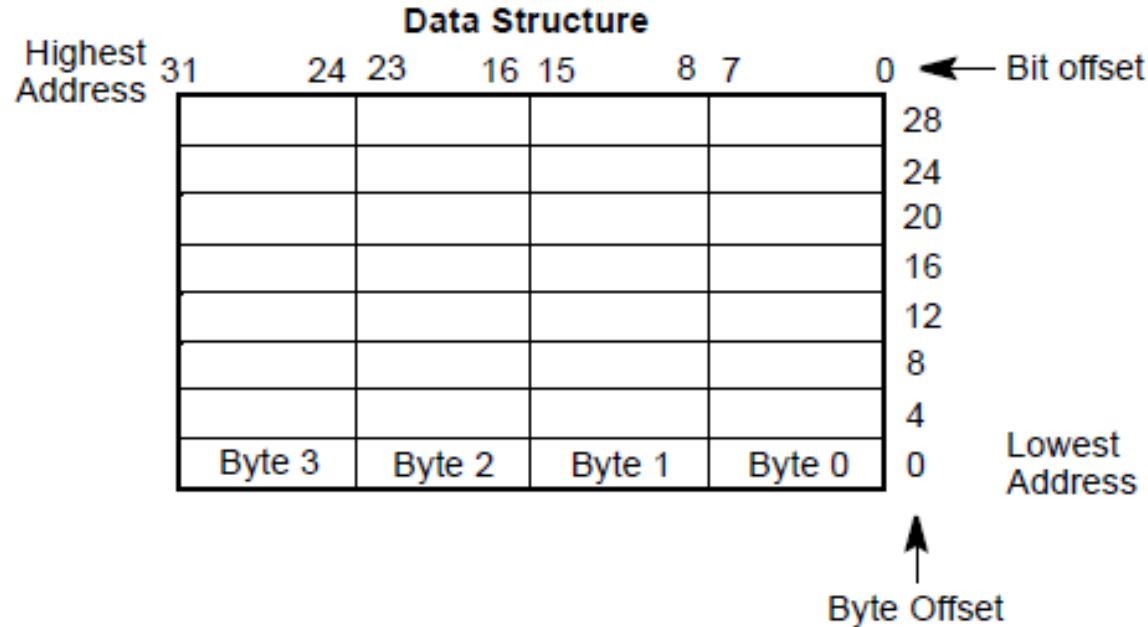 Data Structure
Highest
Address
31 24 23 16 15 8 7 0
Bit offset
28
24
20
16
12
8
4
Byte 3 Byte 2 Byte 1 Byte 0 0
Lowest
Address
Byte Offset